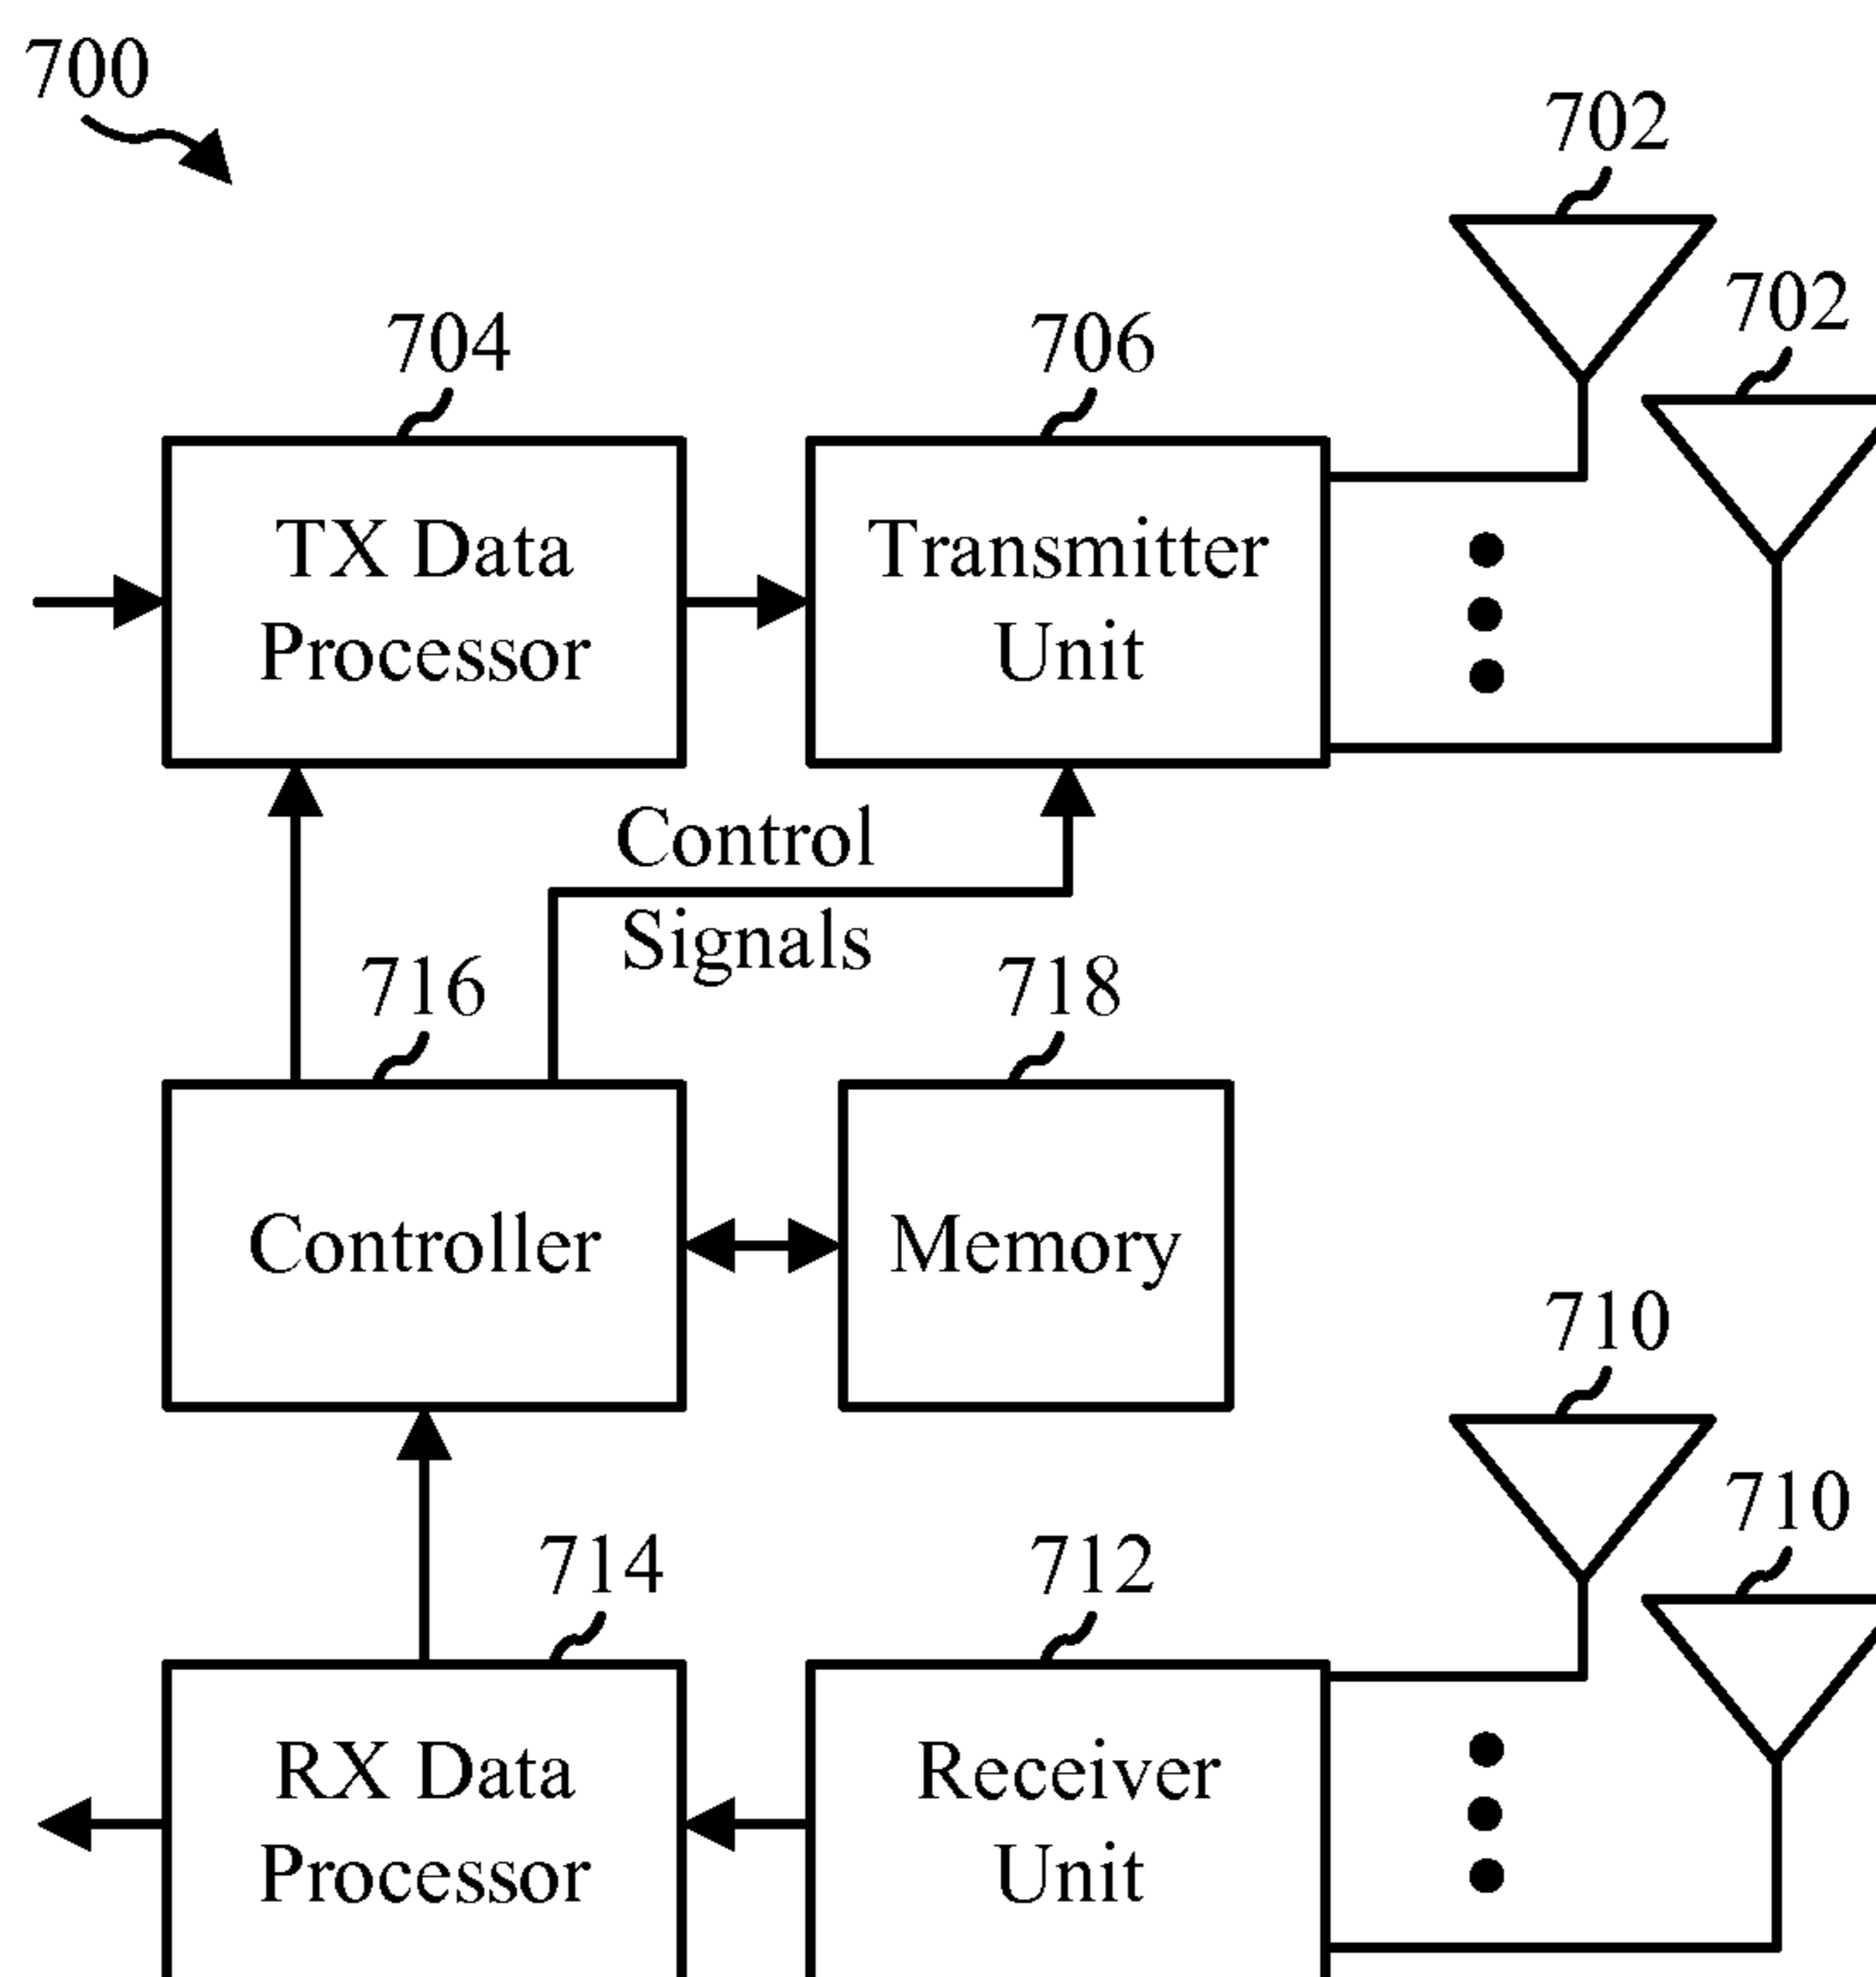 700
702
702
704
706
TX Data
Processor
Transmitter
Unit
Control
Signals
716
718
Controller
Memory
710
710
714
712
RX Data
Processor
Receiver
Unit